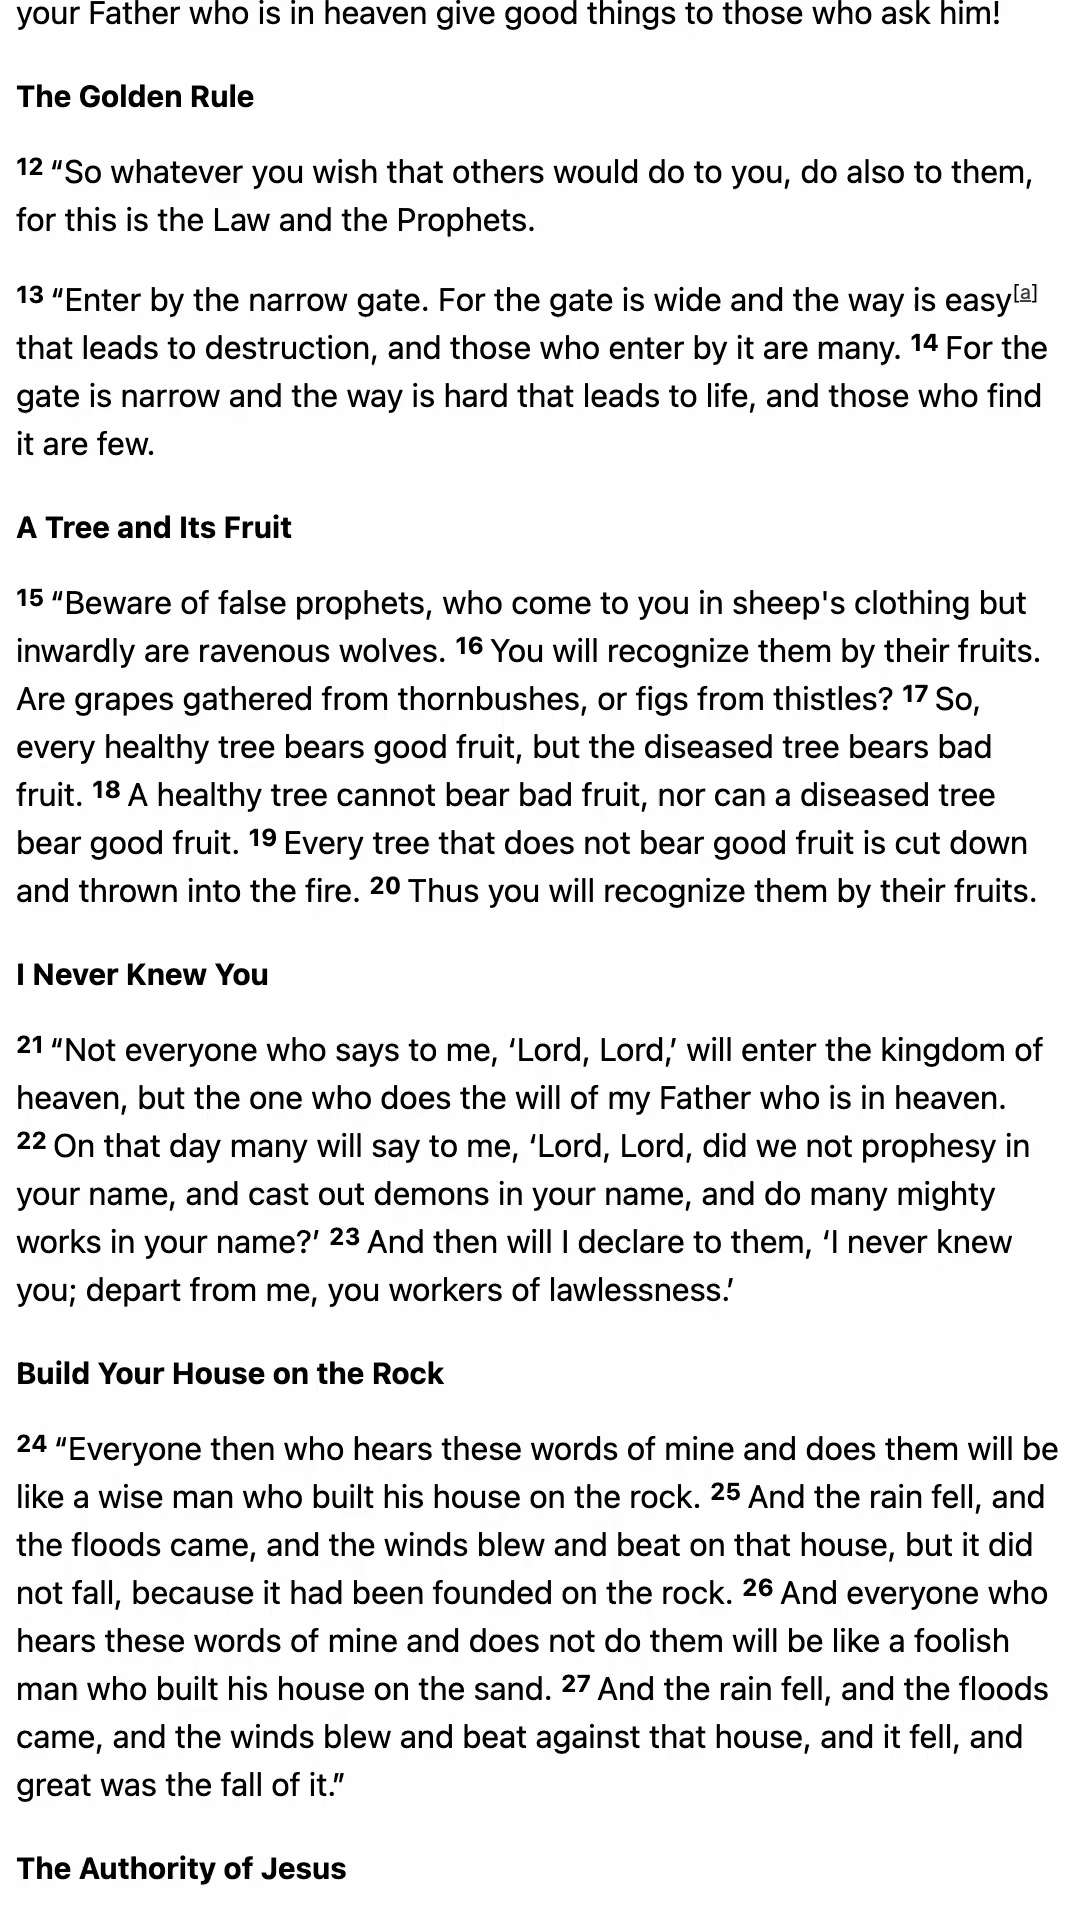 your Father who is in heaven give good things to those who ask him!
The Golden Rule
12 “So whatever you wish that others would do to you, do also to them,
for this is the Law and the Prophets.
13 “Enter by the narrow gate. For the gate is wide and the way is easy[a]
that leads to destruction, and those who enter by it are many. 14 For the
gate is narrow and the way is hard that leads to life, and those who find
it are few.
A Tree and Its Fruit
15 “Beware of false prophets, who come to you in sheep's clothing but
inwardly are ravenous wolves. 16 You will recognize them by their fruits.
Are grapes gathered from thornbushes, or figs from thistles? 17 So,
every healthy tree bears good fruit, but the diseased tree bears bad
fruit. 18 A healthy tree cannot bear bad fruit, nor can a diseased tree
bear good fruit. 19 Every tree that does not bear good fruit is cut down
and thrown into the fire. 20 Thus you will recognize them by their fruits.
I Never Knew You
21 “Not everyone who says to me, ‘Lord, Lord,’ will enter the kingdom of
heaven, but the one who does the will of my Father who is in heaven.
22 On that day many will say to me, ‘Lord, Lord, did we not prophesy in
your name, and cast out demons in your name, and do many mighty
works in your name?’ 23 And then will I declare to them, ‘I never knew
you; depart from me, you workers of lawlessness.’
Build Your House on the Rock
24 “Everyone then who hears these words of mine and does them will be
like a wise man who built his house on the rock. 25 And the rain fell, and
the floods came, and the winds blew and beat on that house, but it did
not fall, because it had been founded on the rock. 26 And everyone who
hears these words of mine and does not do them will be like a foolish
man who built his house on the sand. 27 And the rain fell, and the floods
came, and the winds blew and beat against that house, and it fell, and
great was the fall of it.”
The Authority of Jesus